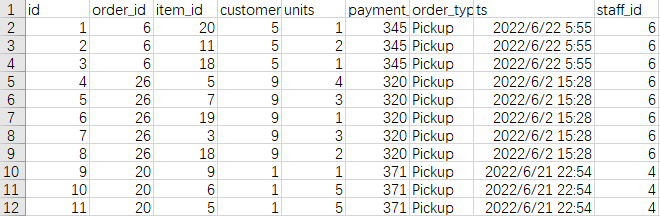 1 id order_id item_id customer units payment_ order_typ ts staff_id
2 1 6 20 5 1 345 Pickup 2022/6/22 5:55 6
3 2 6 11 5 2 345 Pickup 2022/6/22 5:55 6
4 3 6 18 5 1 345 Pickup 2022/6/22 5:55 6
5 4 26 5 9 4 320 Pickup 2022/6/2 15:28 6
6 5 26 7 9 3 320 Pickup 2022/6/2 15:28 6
7 6 26 19 9 1 320 Pickup 2022/6/2 15:28 6
8 7 26 3 9 3 320 Pickup 2022/6/2 15:28 6
9 8 26 18 9 2 320 Pickup 2022/6/2 15:28 6
10 9 20 9 1 1 371 Pickup 2022/6/21 22:54 4
11 10 20 6 1 5 371 Pickup 2022/6/21 22:54 4
12 11 20 5 1 5 371 Pickup 2022/6/21 22:54 4